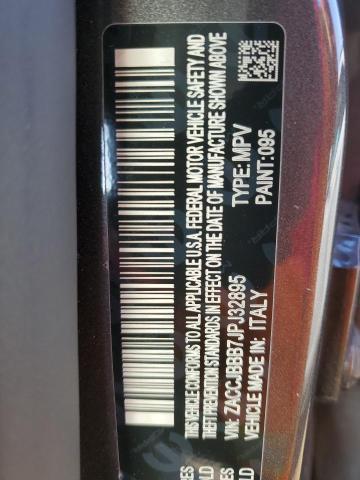 THIS VEHICLE CONFORMS TO ALL APPLICABLE U.S.A. FEDERAL MOTOR VEHICLE SAFETY AND
THEFT PREVENTION STANDARDS IN EFFECT ON THE DATE OF MANUFACTURE SHOWN ABOVE
VIN: ZACCJBBB7JPJ32895 TYPE: MPV
VEHICLE MADE IN: ITALY PAINT: 095